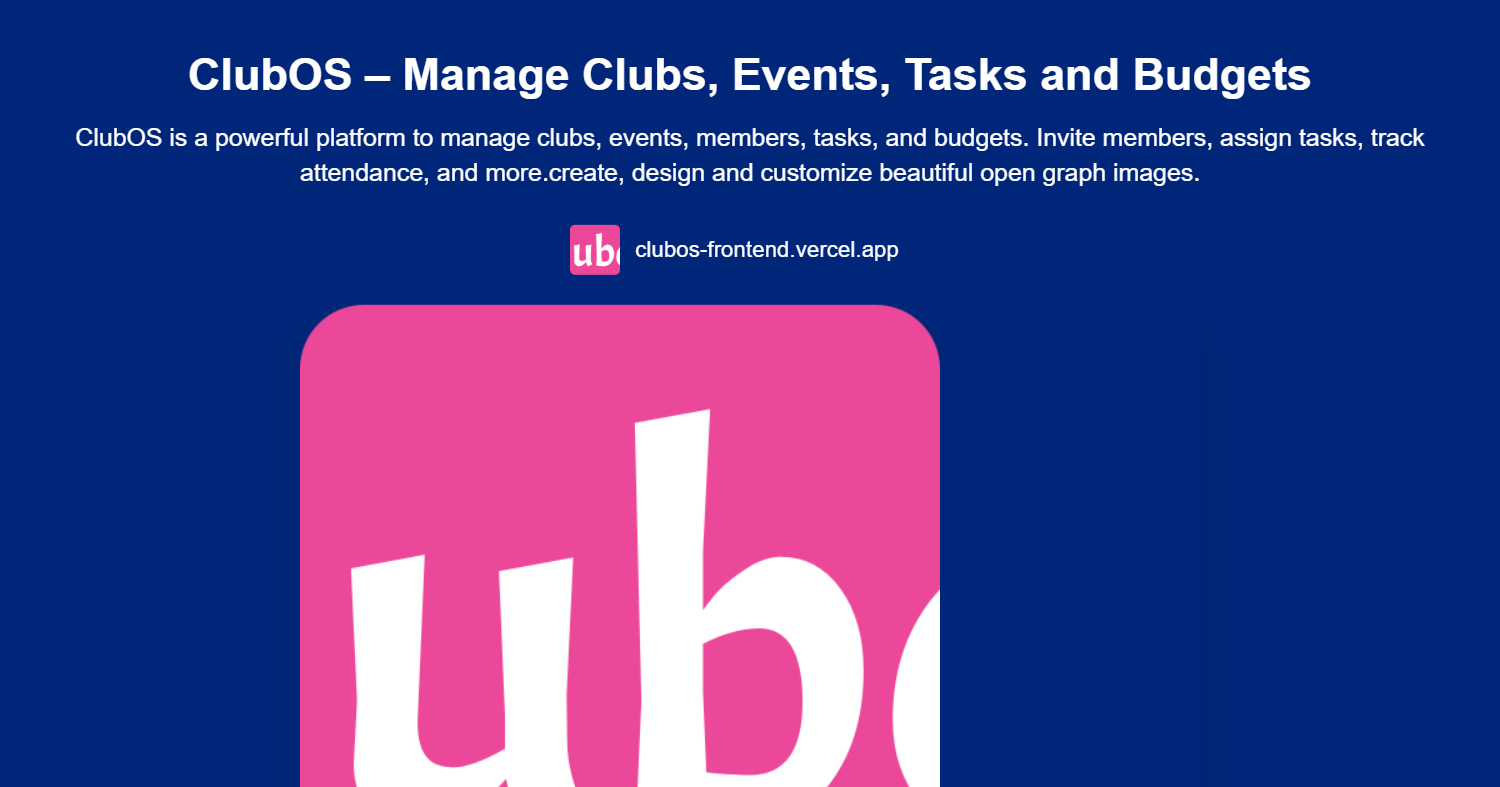 ClubOS – Manage Clubs, Events, Tasks and Budgets
ClubOS is a powerful platform to manage clubs, events, members, tasks, and budgets. Invite members, assign tasks, track
attendance, and more.create, design and customize beautiful open graph images.
ub
clubos-frontend.vercel.app
ub